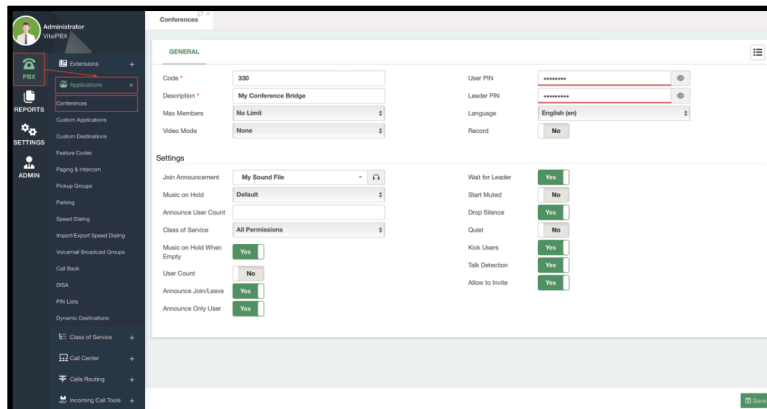 Administrator
VitalPBX
PBX
REPORTS
SETTINGS
ADMIN
Extensions +
Applications ×
Conferences
Custom Applications
Custom Destinations
Feature Codes
Paging & Intercom
Pickup Groups
Parking
Speed Dialing
Import/Export Speed Dialing
Voicemail Broadcast Groups
Call Back
DISA
PIN Lists
Dynamic Destinations
Class of Service +
Call Center +
Calls Routing +
Incoming Call Tools +
Conferences
GENERAL
Code * 330
Description * My Conference Bridge
Max Members No Limit
Video Mode None
User PIN ••••••••
Leader PIN •••••••••
Language English (en)
Record No
Settings
Join Announcement My Sound File
Music on Hold Default
Announce User Count
Class of Service All Permissions
Music on Hold When
Empty Yes
User Count No
Announce Join/Leave Yes
Announce Only User Yes
Wait for Leader Yes
Start Muted No
Drop Silence Yes
Quiet No
Kick Users Yes
Talk Detection Yes
Allow to Invite Yes
Save